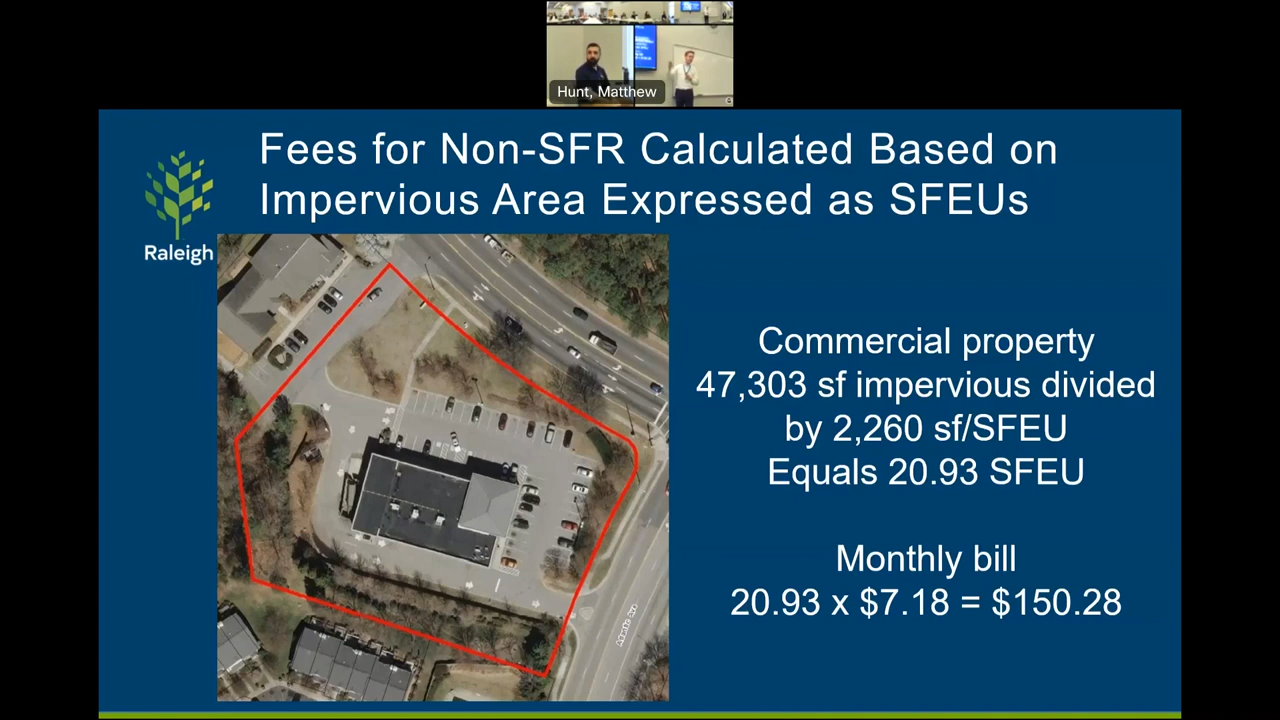 Hunt, Matthew
Fees for Non-SFR Calculated Based on
Impervious Area Expressed as SFEUs
Raleigh
Commercial property
47,303 sf impervious divided
by 2,260 sf/SFEU
Equals 20.93 SFEU
Monthly bill
20.93 x $7.18 = $150.28
Atlantic Ave